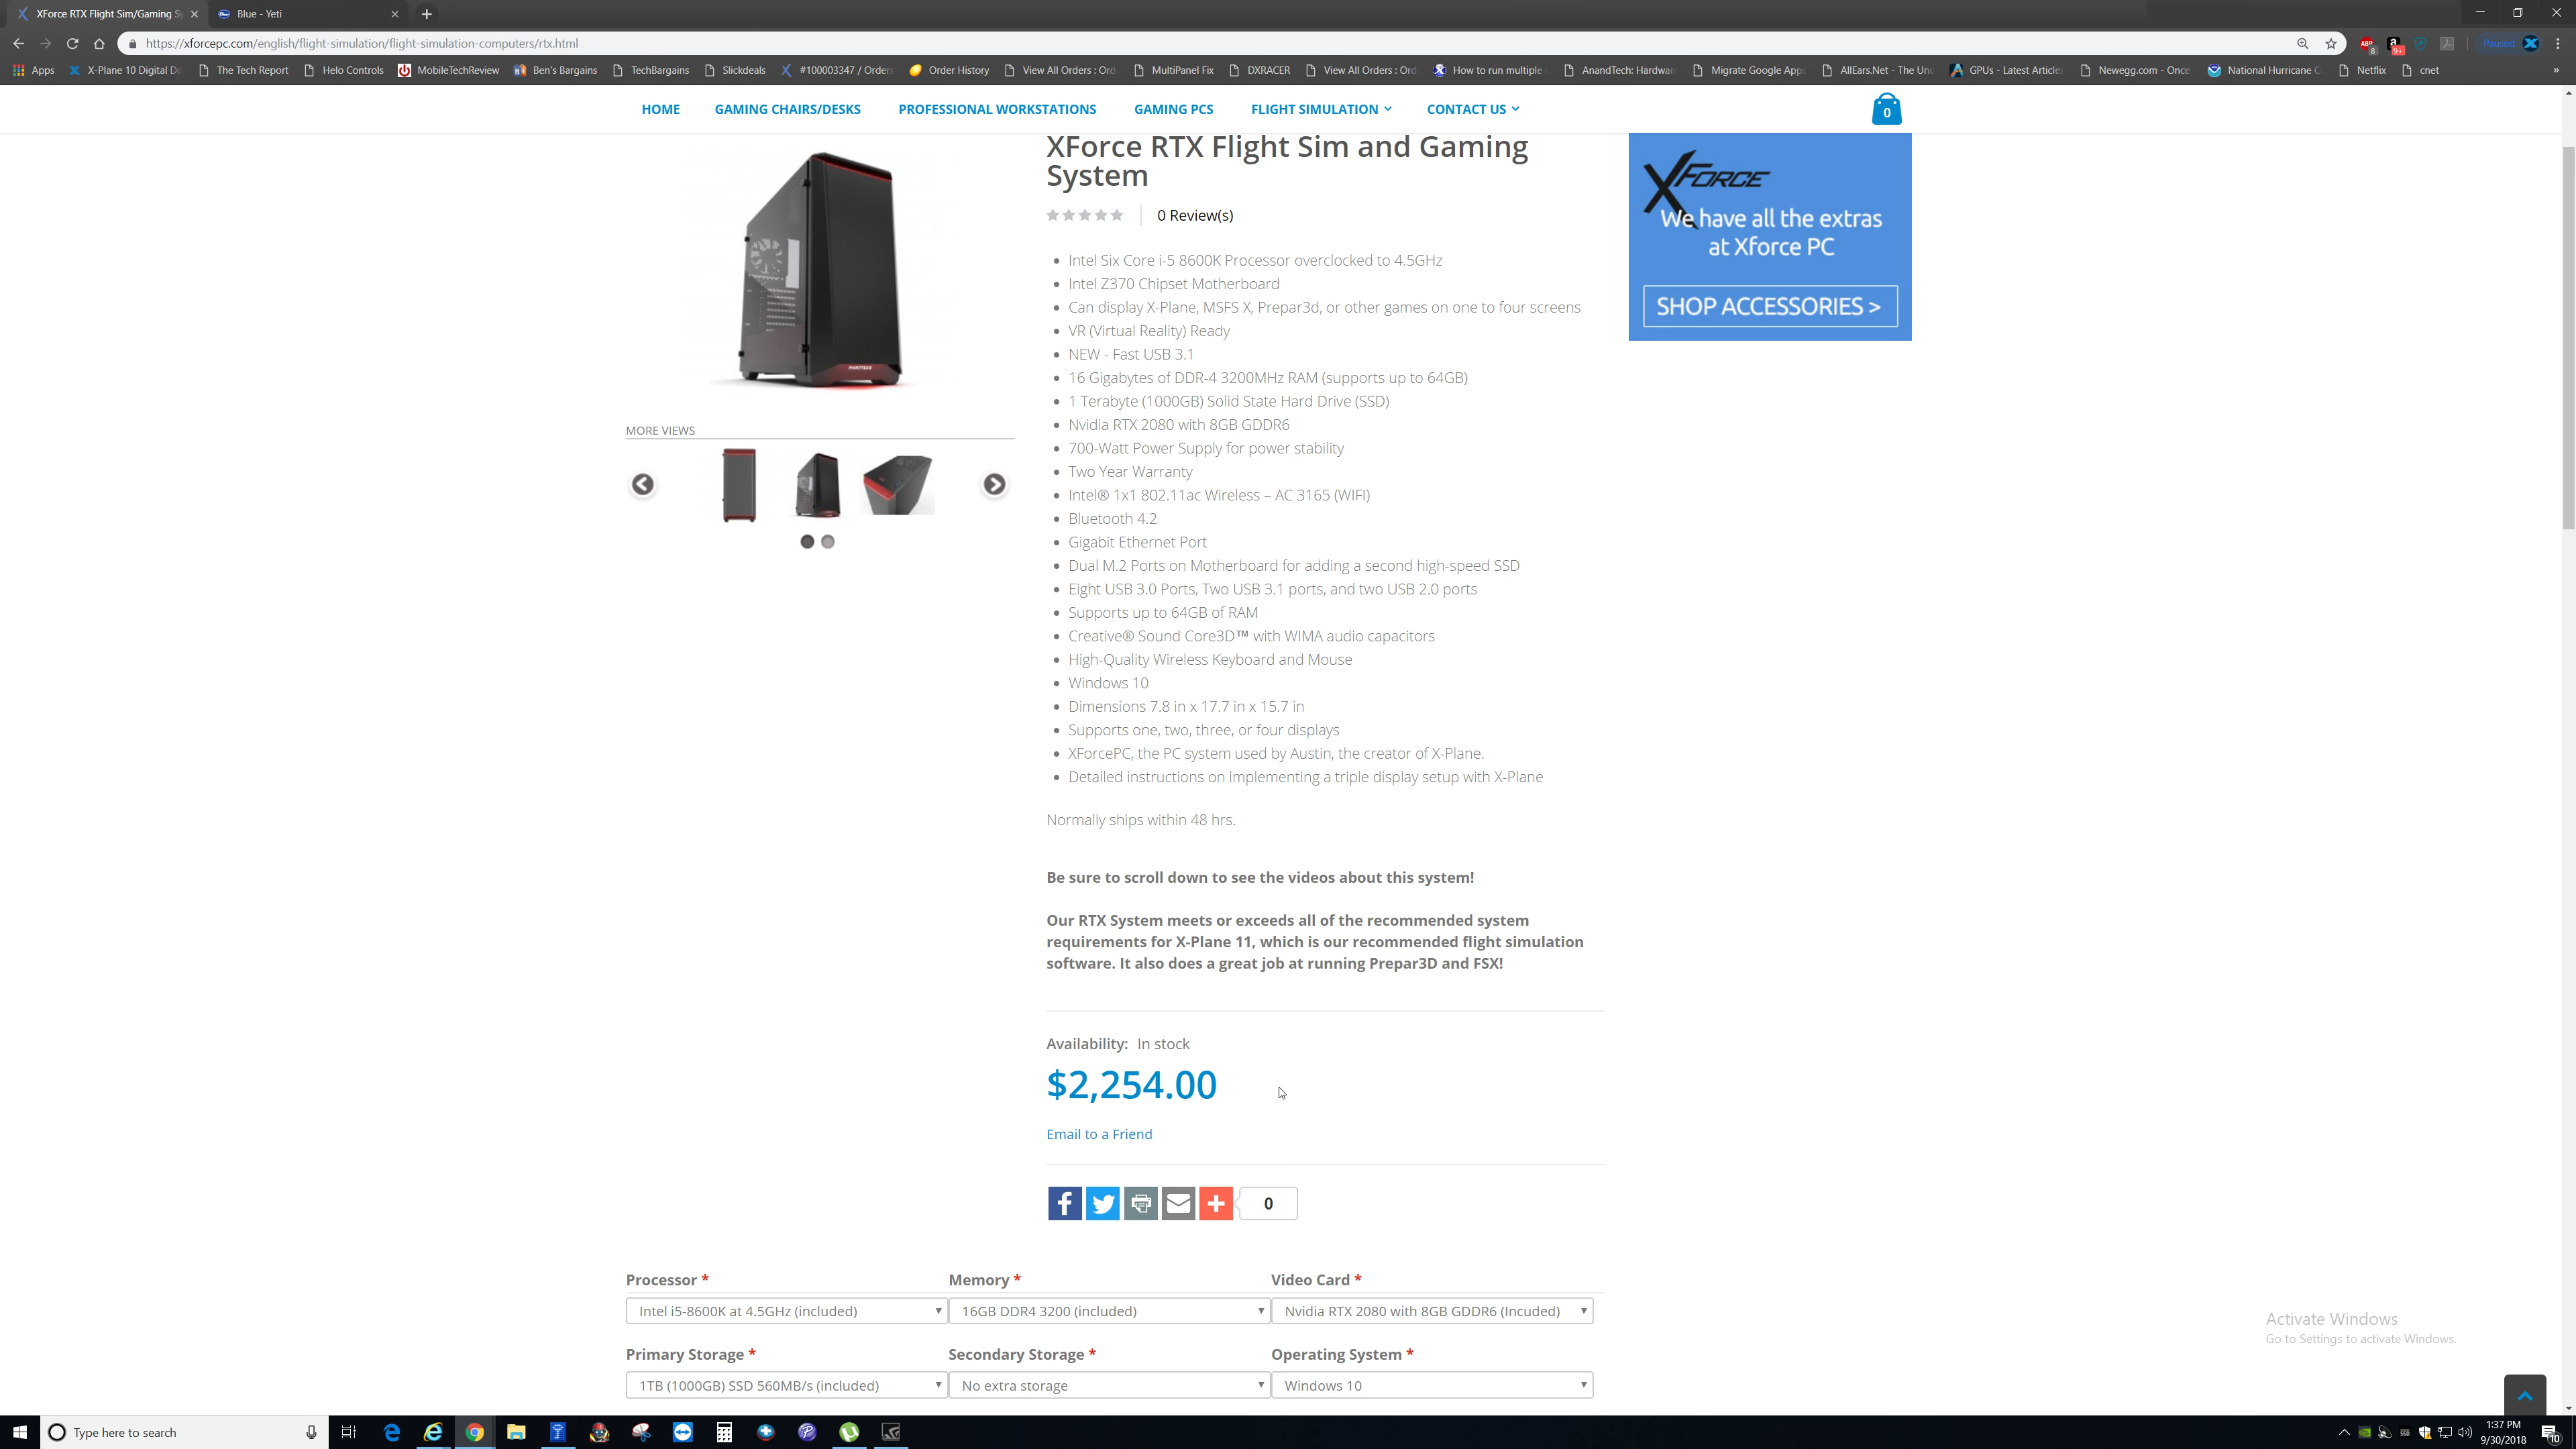 XForce RTX Flight Sim/Gaming Sy
Blue - Yeti
https://xforcepc.com/english/flight-simulation/flight-simulation-computers/rtx.html
Paused
Apps
X-Plane 10 Digital Do
The Tech Report
Helo Controls
MobileTechReview
Ben's Bargains
TechBargains
Slickdeals
#100003347 / Orders
Order History
View All Orders : Ord
MultiPanel Fix
DXRACER
View All Orders : Ord
How to run multiple
AnandTech: Hardware
Migrate Google Apps
AllEars.Net - The Uno
GPUs - Latest Articles
Newegg.com - Once
National Hurricane C
Netflix
cnet
HOME
GAMING CHAIRS/DESKS
PROFESSIONAL WORKSTATIONS
GAMING PCS
FLIGHT SIMULATION
CONTACT US
0
XForce RTX Flight Sim and Gaming
System
0 Review(s)
XFORCE
We have all the extras
at Xforce PC
SHOP ACCESSORIES >
MORE VIEWS
Intel Six Core i-5 8600K Processor overclocked to 4.5GHz
Intel Z370 Chipset Motherboard
Can display X-Plane, MSFS X, Prepar3d, or other games on one to four screens
VR (Virtual Reality) Ready
NEW - Fast USB 3.1
16 Gigabytes of DDR-4 3200MHz RAM (supports up to 64GB)
1 Terabyte (1000GB) Solid State Hard Drive (SSD)
Nvidia RTX 2080 with 8GB GDDR6
700-Watt Power Supply for power stability
Two Year Warranty
Intel® 1x1 802.11ac Wireless – AC 3165 (WIFI)
Bluetooth 4.2
Gigabit Ethernet Port
Dual M.2 Ports on Motherboard for adding a second high-speed SSD
Eight USB 3.0 Ports, Two USB 3.1 ports, and two USB 2.0 ports
Supports up to 64GB of RAM
Creative® Sound Core3D™ with WIMA audio capacitors
High-Quality Wireless Keyboard and Mouse
Windows 10
Dimensions 7.8 in x 17.7 in x 15.7 in
Supports one, two, three, or four displays
XForcePC, the PC system used by Austin, the creator of X-Plane.
Detailed instructions on implementing a triple display setup with X-Plane
Normally ships within 48 hrs.
Be sure to scroll down to see the videos about this system!
Our RTX System meets or exceeds all of the recommended system
requirements for X-Plane 11, which is our recommended flight simulation
software. It also does a great job at running Prepar3D and FSX!
Availability: In stock
$2,254.00
Email to a Friend
0
Processor *
Memory *
Video Card *
Intel i5-8600K at 4.5GHz (included)
16GB DDR4 3200 (included)
Nvidia RTX 2080 with 8GB GDDR6 (Incuded)
Primary Storage *
Secondary Storage *
Operating System *
1TB (1000GB) SSD 560MB/s (included)
No extra storage
Windows 10
Activate Windows
Go to Settings to activate Windows.
Type here to search
1:37 PM
9/30/2018
10